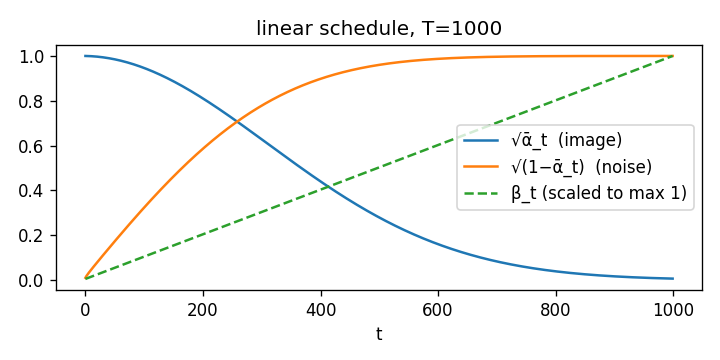 linear schedule, T=1000
1.0
0.8
0.6
0.4
0.2
0.0
√ᾱ_t (image)
√(1−ᾱ_t) (noise)
β_t (scaled to max 1)
0 200 400 600 800 1000
t